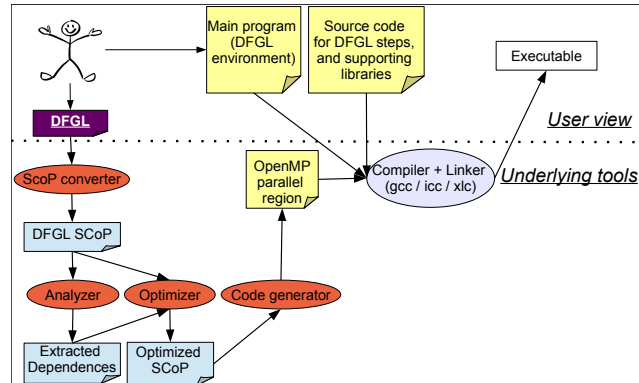 Main program
(DFGL
environment)
Source code
for DFGL steps,
and supporting
libraries
Executable
DFGL
User view
ScoP converter
OpenMP
parallel
region
Compiler + Linker
(gcc / icc / xlc)
Underlying tools
DFGL SCoP
Analyzer
Optimizer
Code generator
Extracted
Dependences
Optimized
SCoP